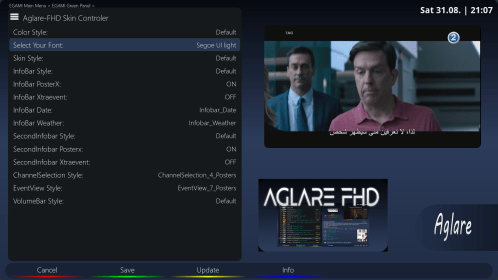 EGAMI Main Menu > EGAMI Green Panel >
Aglare-FHD Skin Controler
Sat 31.08. | 21:07
Color Style: Default
Select Your Font: Segoe UI light
Skin Style: Default
InfoBar Style: Default
InfoBar PosterX: ON
InfoBar Xtraevent: OFF
InfoBar Date: Infobar_Date
InfoBar Weather: Infobar_Weather
SecondInfobar Style: Default
SecondInfobar Posterx: ON
SecondInfobar Xtraevent: OFF
ChannelSelection Style: ChannelSelection_4_Posters
EventView Style: EventView_7_Posters
VolumeBar Style: Default
2
لذا، لا تعرفين متى سيظهر شخص
AGLARE FHD
Aglare
Cancel
Save
Update
Info